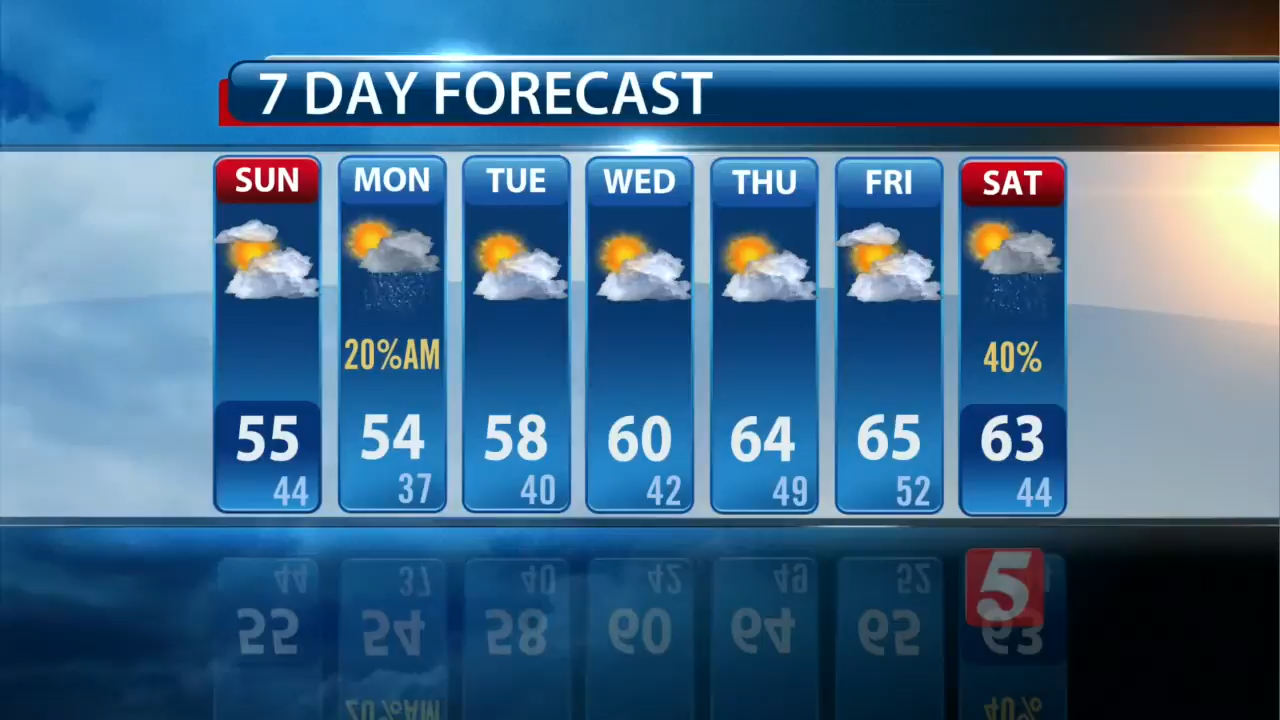 7 DAY FORECAST
SUN MON TUE WED THU FRI SAT
20%AM 40%
55 54 58 60 64 65 63
44 37 40 42 49 52 44
5